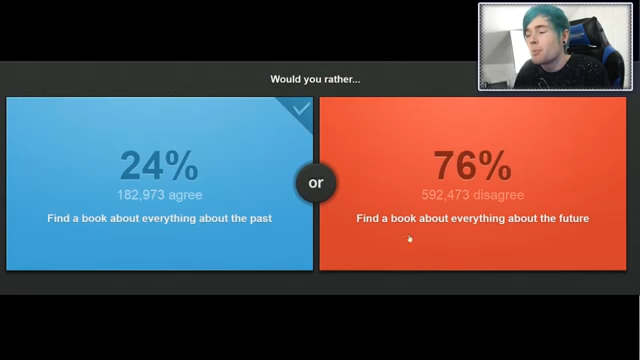 Would you rather...
24%
182,973 agree
Find a book about everything about the past
or
76%
592,473 disagree
Find a book about everything about the future